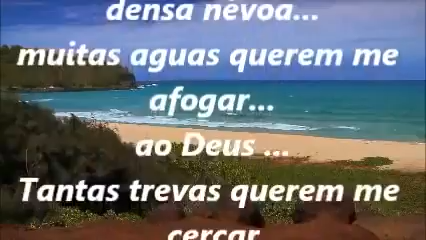 densa névoa...
muitas aguas querem me
afogar...
ao Deus ...
Tantas trevas querem me
cercar